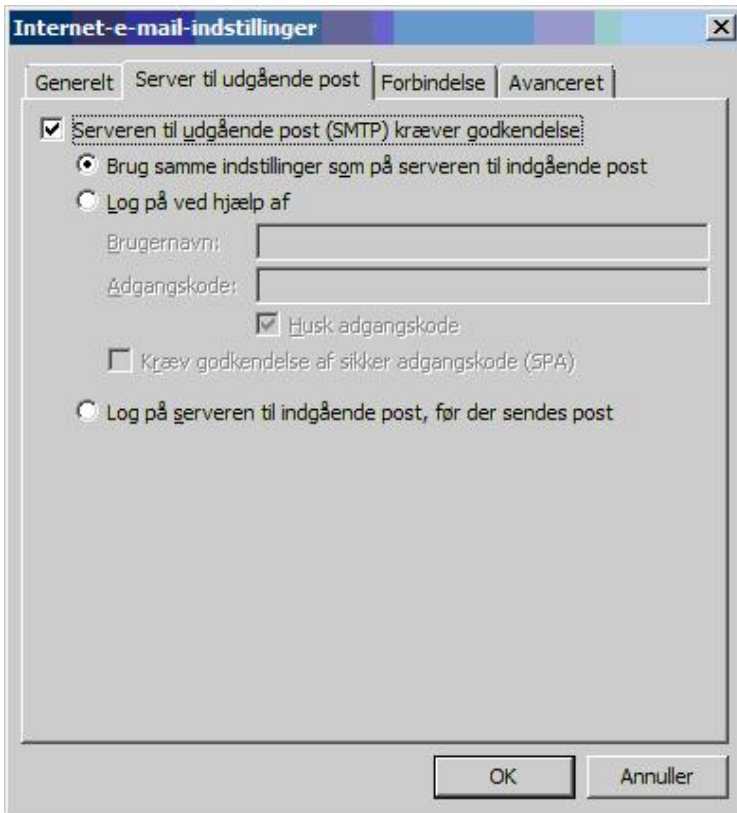 Internet-e-mail-indstillinger
Generelt Server til udgående post Forbindelse Avanceret
Serveren til udgående post (SMTP) kræver godkendelse
Brug samme indstillinger som på serveren til indgående post
Log på ved hjælp af
Brugernavn:
Adgangskode:
Husk adgangskode
Kræv godkendelse af sikker adgangskode (SPA)
Log på serveren til indgående post, før der sendes post
OK Annuller